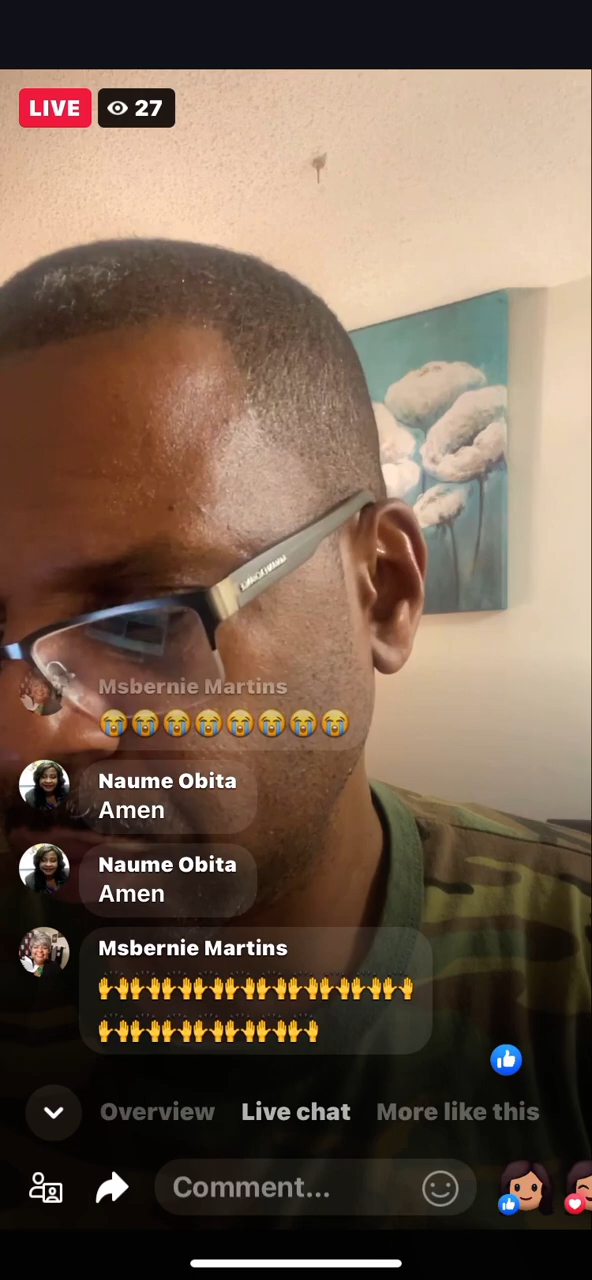 LIVE 27
Msbernie Martins
😭😭😭😭😭😭😭😭
Naume Obita
Amen
Naume Obita
Amen
Msbernie Martins
🙌🙌🙌🙌🙌🙌🙌🙌🙌🙌
🙌🙌🙌🙌🙌🙌🙌
Overview Live chat More like this
Comment...